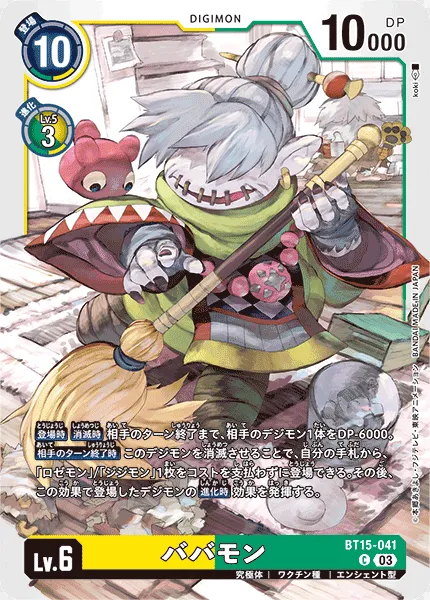 登場
10
DIGIMON
10000
DP
進化
Lv.5
3
koki
©本郷あきよし・フジテレビ・東映アニメーション BANDAI MADE IN JAPAN
登場時 消滅時 相手のターン終了まで、相手のデジモン1体をDP-6000。
相手のターン終了時 このデジモンを消滅させることで、自分の手札から、
「ロゼモン」/「ジジモン」1枚をコストを支払わずに登場できる。その後、
この効果で登場したデジモンの 進化時 効果を発揮する。
Lv.6
ババモン
BT15-041
C 03
究極体 | ワクチン種 | エンシェント型